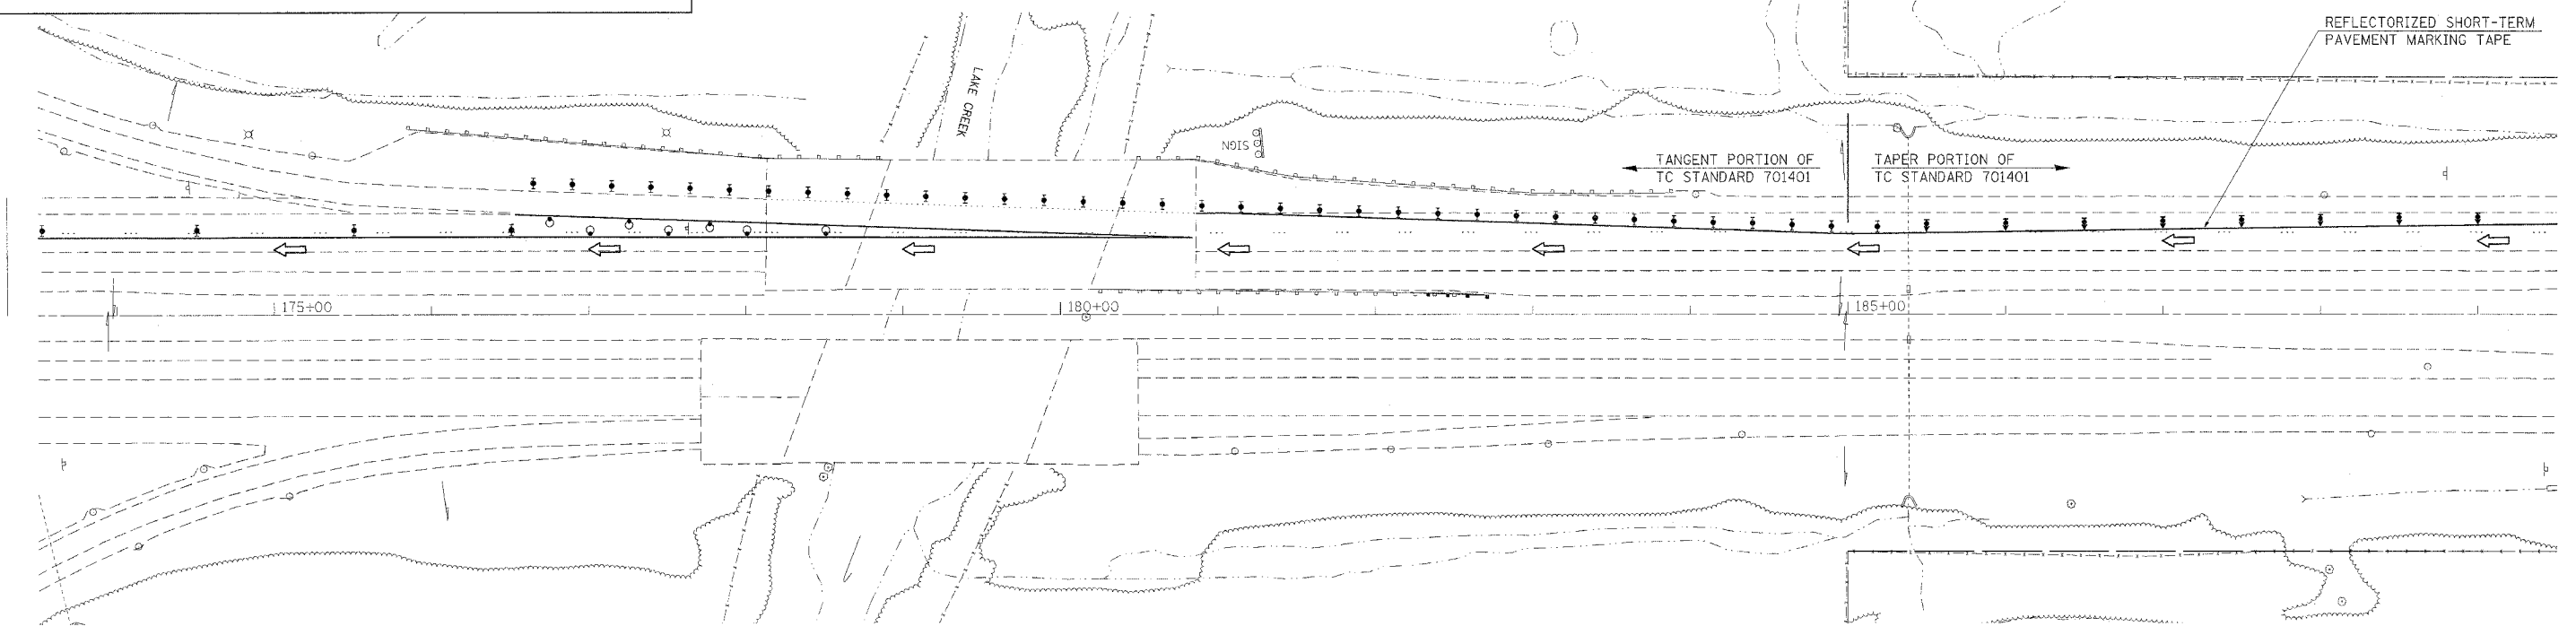 REFLECTORIZED SHORT-TERM
PAVEMENT MARKING TAPE
LAKE CREEK
SIGN
TANGENT PORTION OF
TC STANDARD 701401
TAPER PORTION OF
TC STANDARD 701401
175+00
180+00
185+00